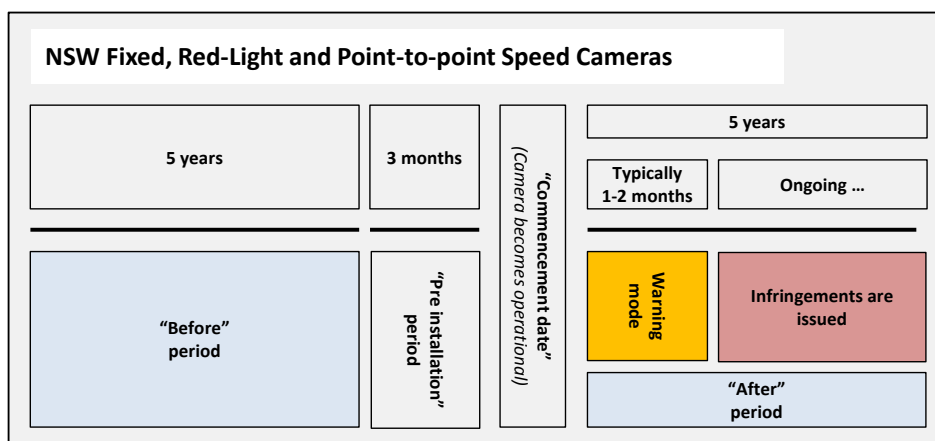 NSW Fixed, Red-Light and Point-to-point Speed Cameras
5 years
3 months
“Commencement date”
(Camera becomes operational)
5 years
Typically
1-2 months
Ongoing …
“Before”
period
“Pre installation”
period
Warning
mode
Infringements are
issued
“After”
period